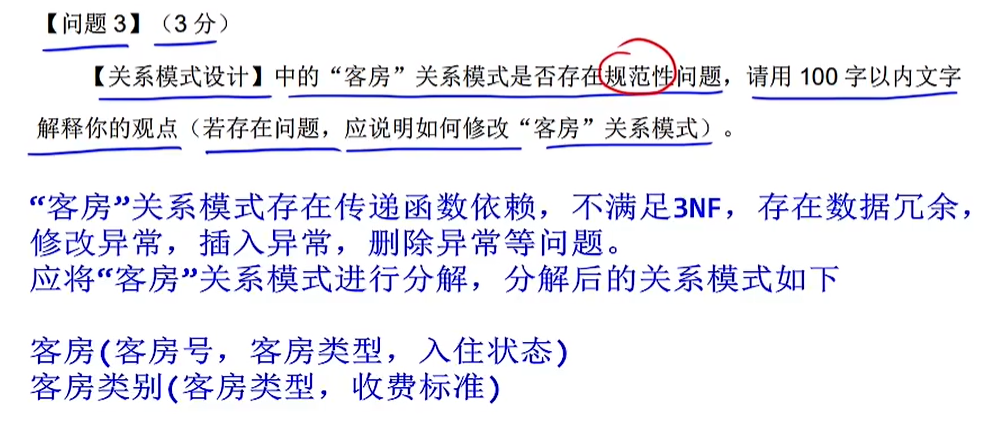 【问题 3】（3 分）
【关系模式设计】中的“客房”关系模式是否存在规范性问题，请用 100 字以内文字
解释你的观点（若存在问题，应说明如何修改“客房”关系模式）。
“客房”关系模式存在传递函数依赖，不满足3NF，存在数据冗余，
修改异常，插入异常，删除异常等问题。
应将“客房”关系模式进行分解，分解后的关系模式如下
客房(客房号，客房类型，入住状态)
客房类别(客房类型，收费标准)